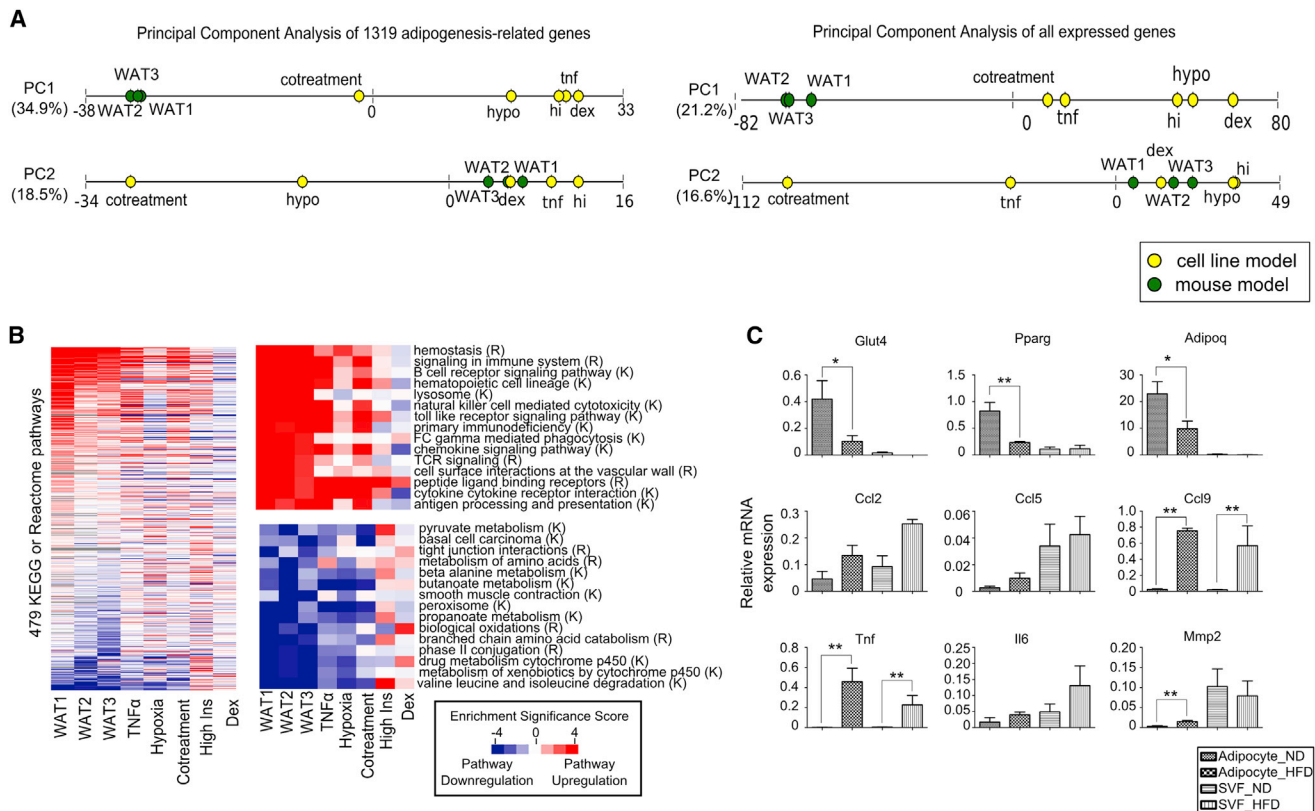 A
Principal Component Analysis of 1319 adipogenesis-related genes
PC1
(34.9%)
WAT3
cotreatment
tnf
-38
WAT2
WAT1
0
hypo
hi
dex
33
PC2
(18.5%)
WAT2
WAT1
-34
cotreatment
hypo
0
WAT3
dex
tnf
hi
16
Principal Component Analysis of all expressed genes
PC1
(21.2%)
WAT2
WAT1
cotreatment
hypo
-82
WAT3
0
tnf
hi
dex
80
PC2
(16.6%)
WAT1
dex
WAT3
hi
-112
cotreatment
tnf
0
WAT2
hypo
49
cell line model
mouse model
B
479 KEGG or Reactome pathways
WAT1
WAT2
WAT3
TNFα
Hypoxia
Cotreatment
High Ins
Dex
hemostasis (R)
signaling in immune system (R)
B cell receptor signaling pathway (K)
hematopoietic cell lineage (K)
lysosome (K)
natural killer cell mediated cytotoxicity (K)
toll like receptor signaling pathway (K)
primary immunodeficiency (K)
FC gamma mediated phagocytosis (K)
chemokine signaling pathway (K)
TCR signaling (R)
cell surface interactions at the vascular wall (R)
peptide ligand binding receptors (R)
cytokine cytokine receptor interaction (K)
antigen processing and presentation (K)
pyruvate metabolism (K)
basal cell carcinoma (K)
tight junction interactions (R)
metabolism of amino acids (R)
beta alanine metabolism (K)
butanoate metabolism (K)
smooth muscle contraction (R)
peroxisome (K)
propanoate metabolism (K)
biological oxidations (R)
branched chain amino acid catabolism (R)
phase II conjugation (R)
drug metabolism cytochrome p450 (K)
metabolism of xenobiotics by cytochrome p450 (K)
valine leucine and isoleucine degradation (K)
WAT1
WAT2
WAT3
TNFα
Hypoxia
Cotreatment
High Ins
Dex
Enrichment Significance Score
-4
0
4
Pathway
Downregulation
Pathway
Upregulation
C
Relative mRNA
expression
Glut4
0.6
0.4
0.2
0
*
Pparg
1.5
1.0
0.5
0
**
Adipoq
30
20
10
0
*
Ccl2
0.3
0.2
0.1
0
Ccl5
0.06
0.04
0.02
0
Ccl9
1.0
0.8
0.6
0.4
0.2
0
**
**
Tnf
0.8
0.6
0.4
0.2
0
**
**
Il6
0.25
0.20
0.15
0.10
0.05
0
Mmp2
0.20
0.15
0.10
0.05
0
**
Adipocyte_ND
Adipocyte_HFD
SVF_ND
SVF_HFD